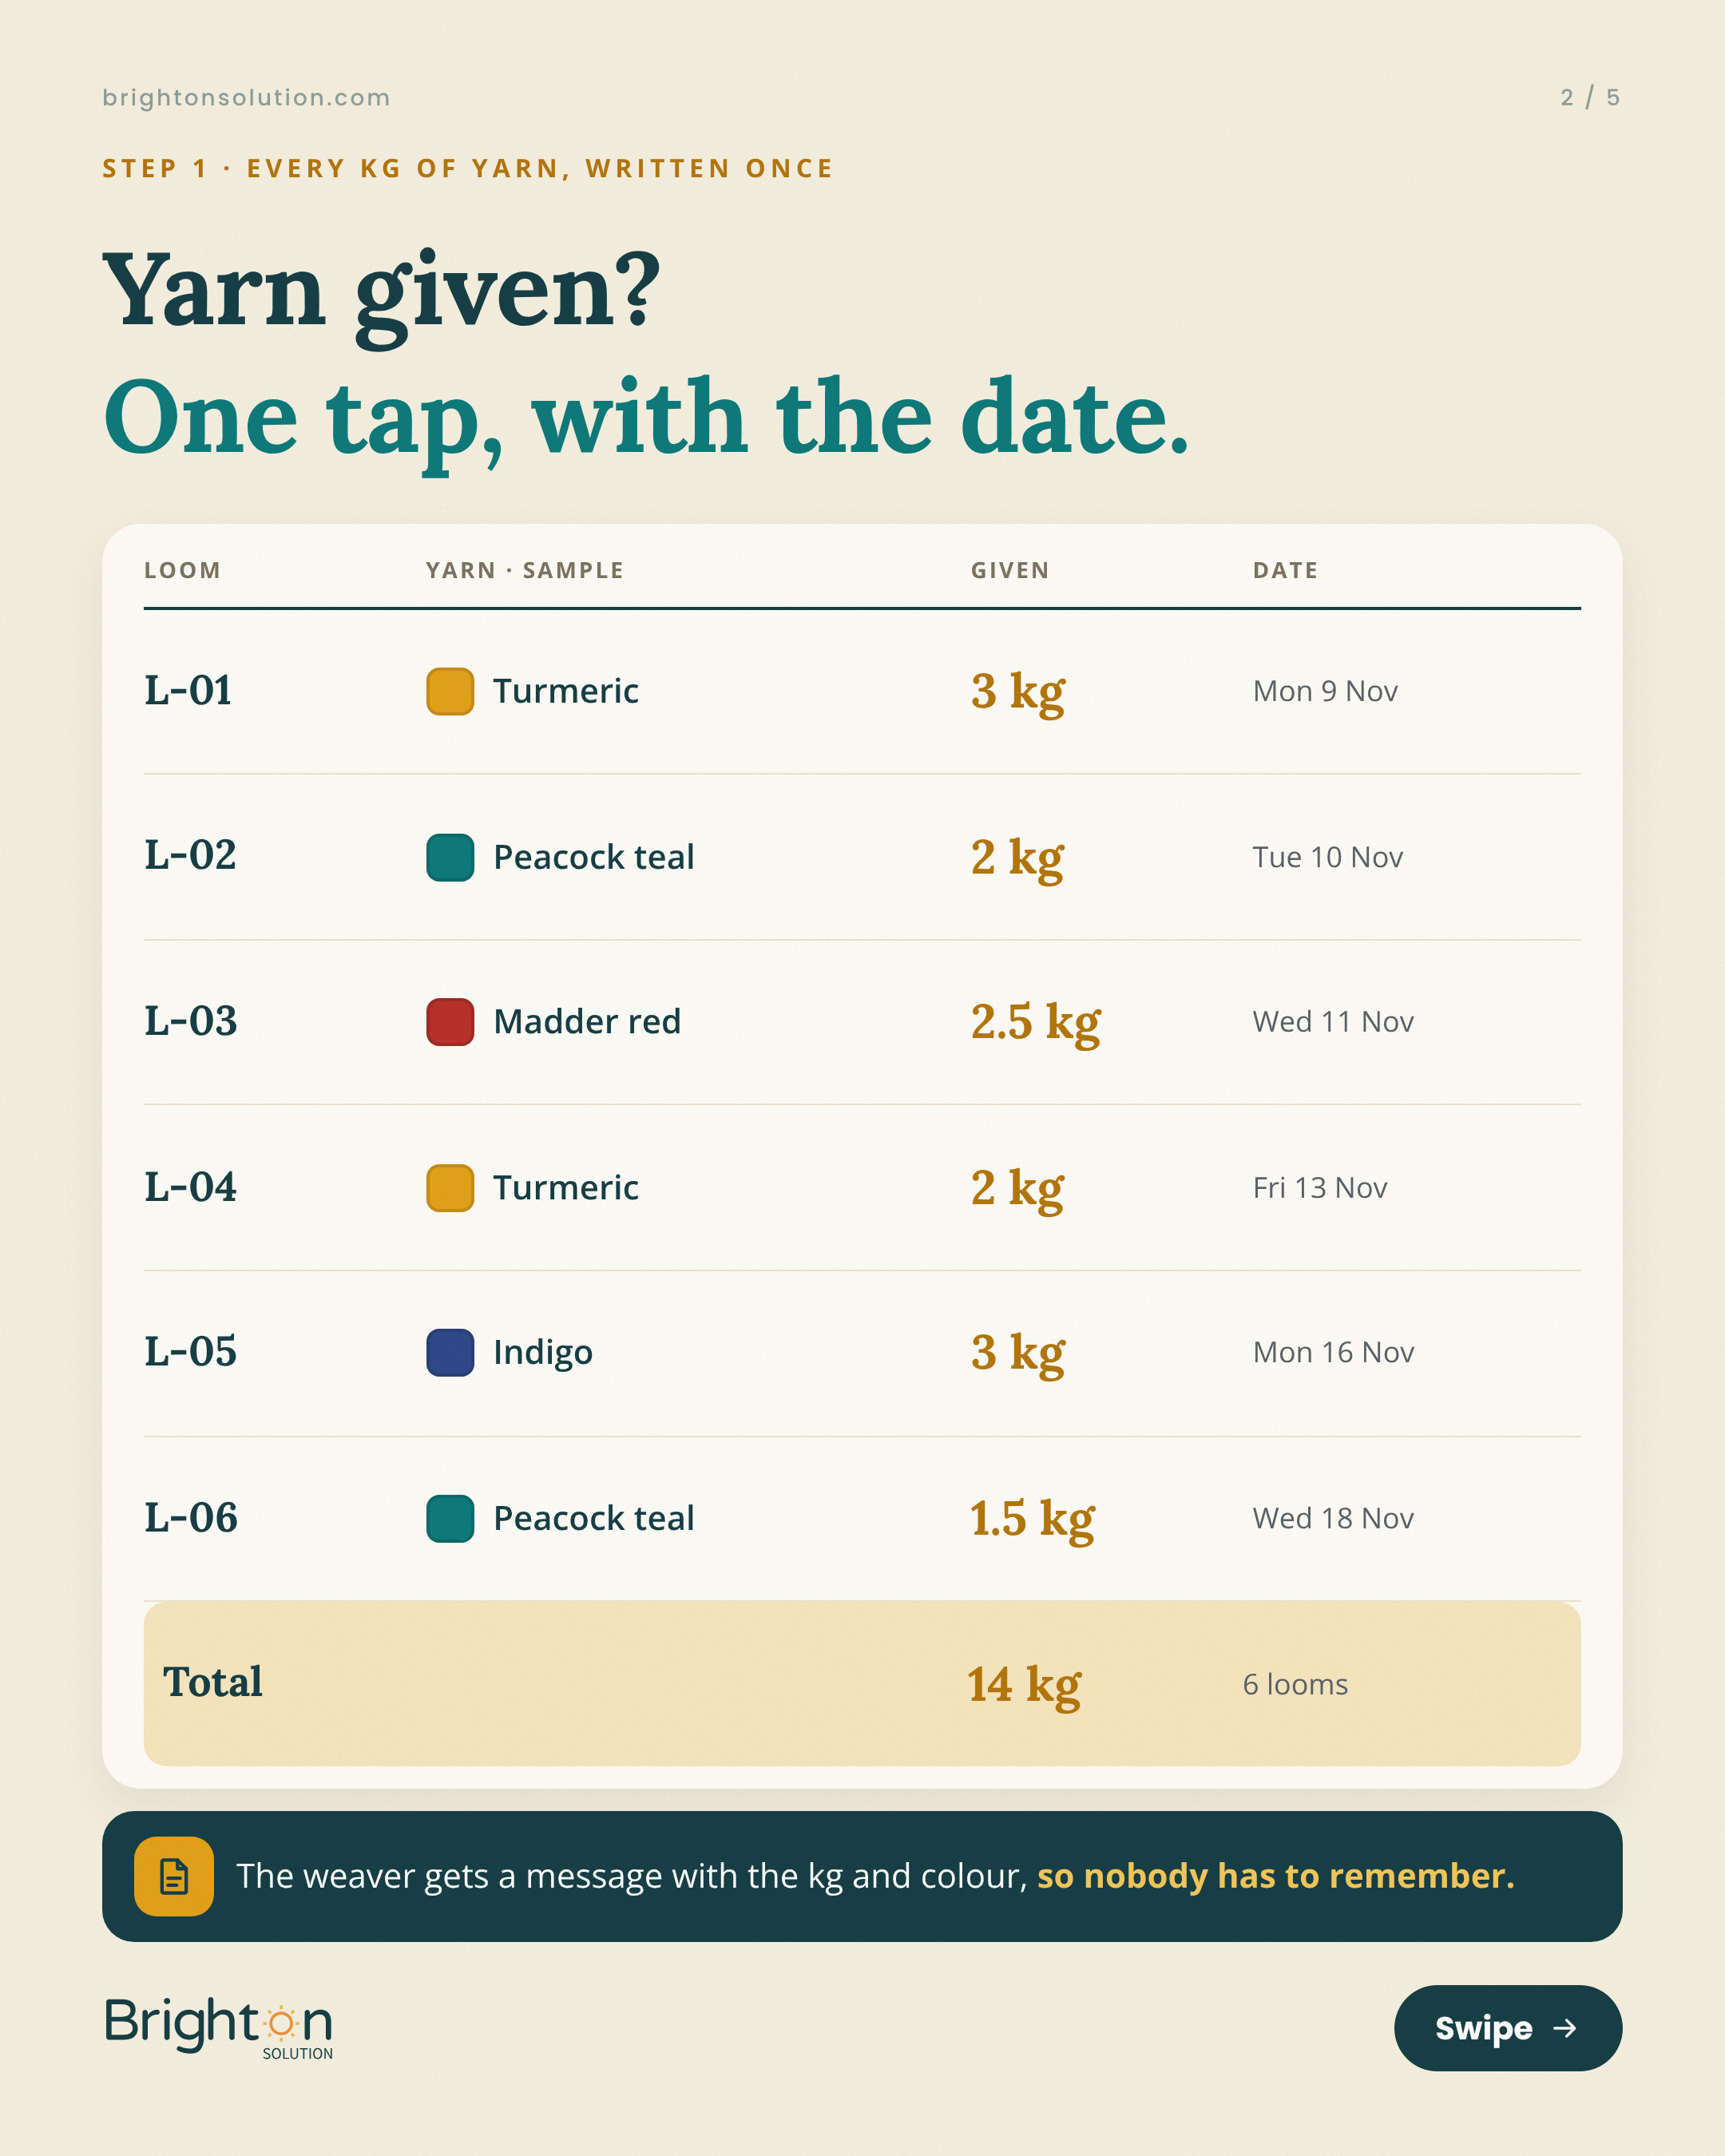 brightonsolution.com 2 / 5
STEP 1 · EVERY KG OF YARN, WRITTEN ONCE
Yarn given?
One tap, with the date.
LOOM YARN · SAMPLE GIVEN DATE
L-01 Turmeric 3 kg Mon 9 Nov
L-02 Peacock teal 2 kg Tue 10 Nov
L-03 Madder red 2.5 kg Wed 11 Nov
L-04 Turmeric 2 kg Fri 13 Nov
L-05 Indigo 3 kg Mon 16 Nov
L-06 Peacock teal 1.5 kg Wed 18 Nov
Total 14 kg 6 looms
The weaver gets a message with the kg and colour, so nobody has to remember.
Brighton Swipe →
SOLUTION